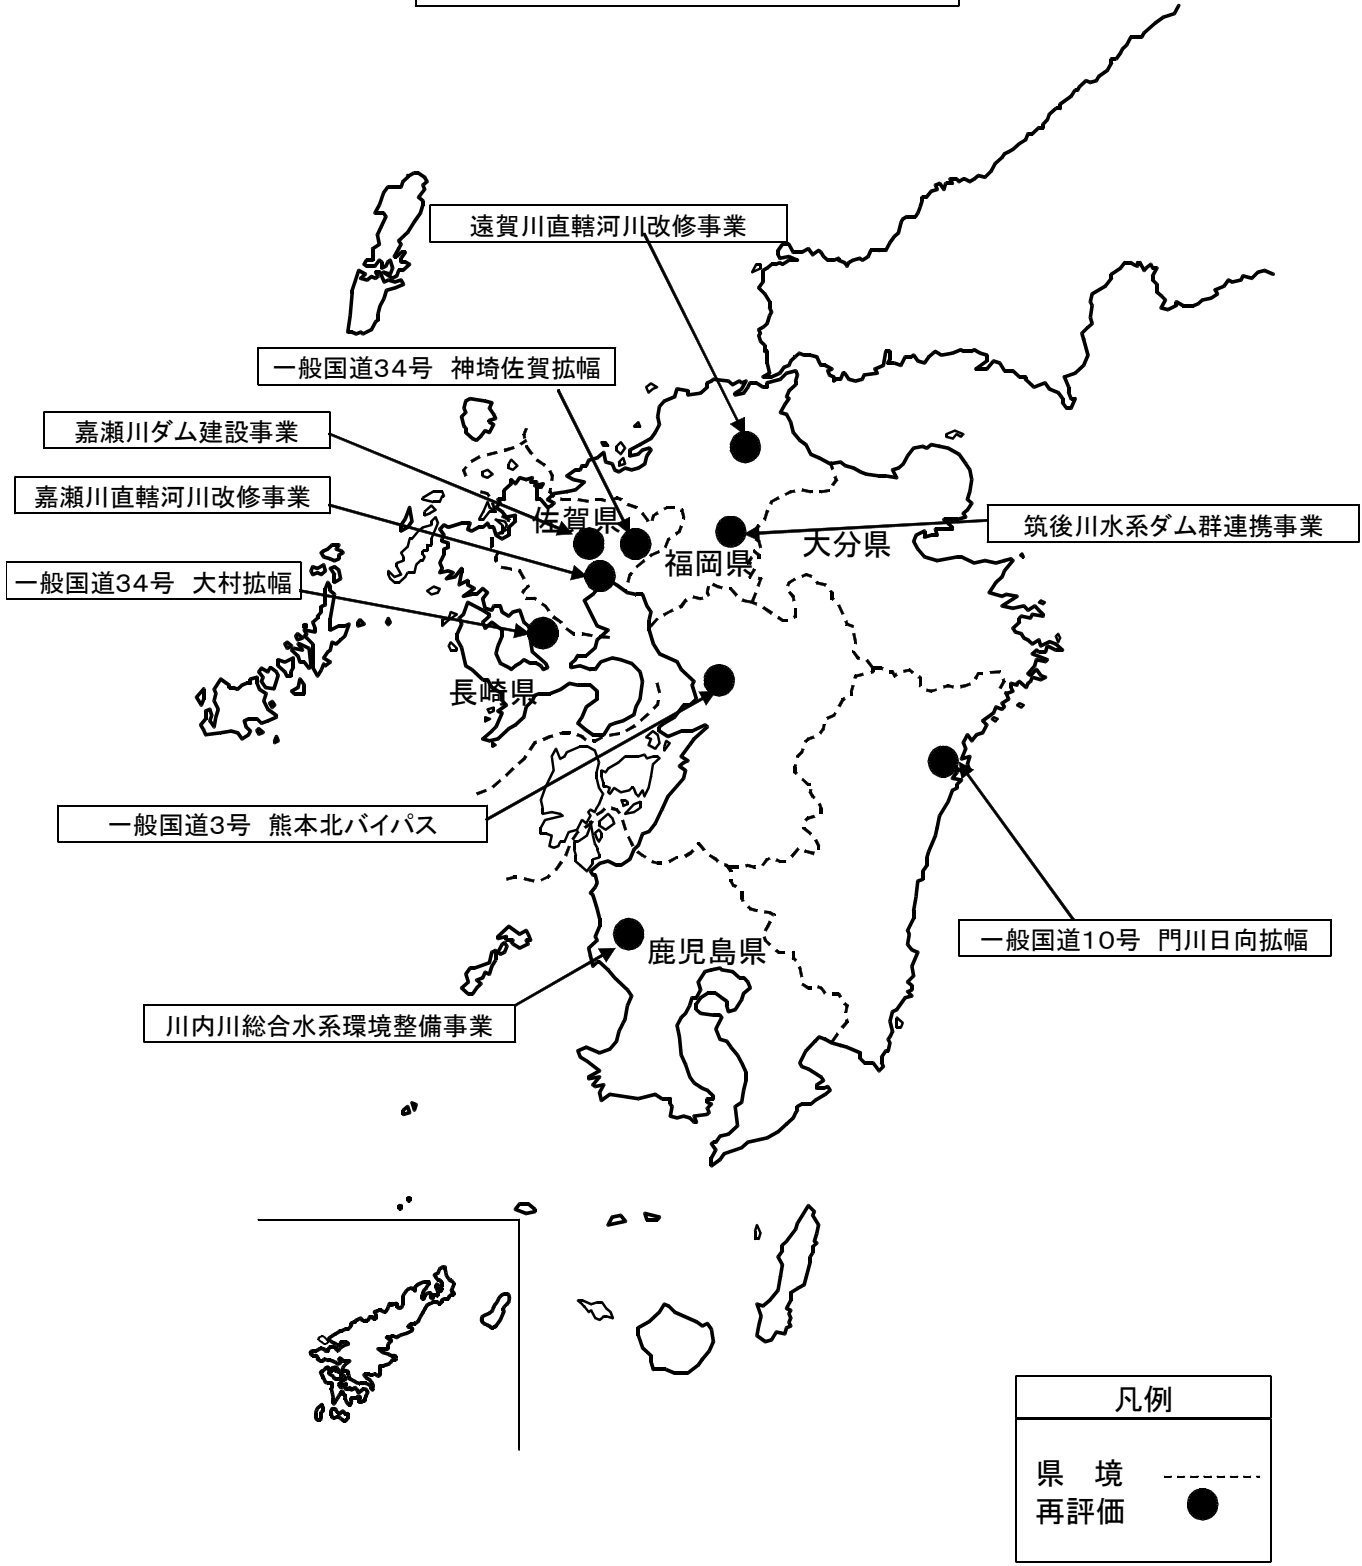 遠賀川直轄河川改修事業
一般国道34号　神埼佐賀拡幅
嘉瀬川ダム建設事業
嘉瀬川直轄河川改修事業
佐賀県
筑後川水系ダム群連携事業
大分県
福岡県
一般国道34号　大村拡幅
長崎県
一般国道3号　熊本北バイパス
一般国道10号　門川日向拡幅
鹿児島県
川内川総合水系環境整備事業
凡例
県　境
再評価